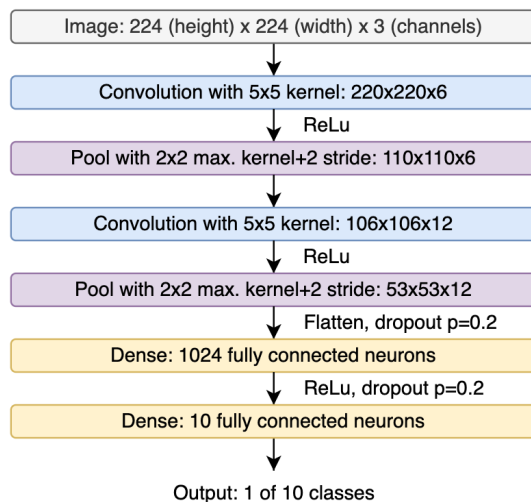 Image: 224 (height) x 224 (width) x 3 (channels)
Convolution with 5x5 kernel: 220x220x6
ReLu
Pool with 2x2 max. kernel+2 stride: 110x110x6
Convolution with 5x5 kernel: 106x106x12
ReLu
Pool with 2x2 max. kernel+2 stride: 53x53x12
Flatten, dropout p=0.2
Dense: 1024 fully connected neurons
ReLu, dropout p=0.2
Dense: 10 fully connected neurons
Output: 1 of 10 classes